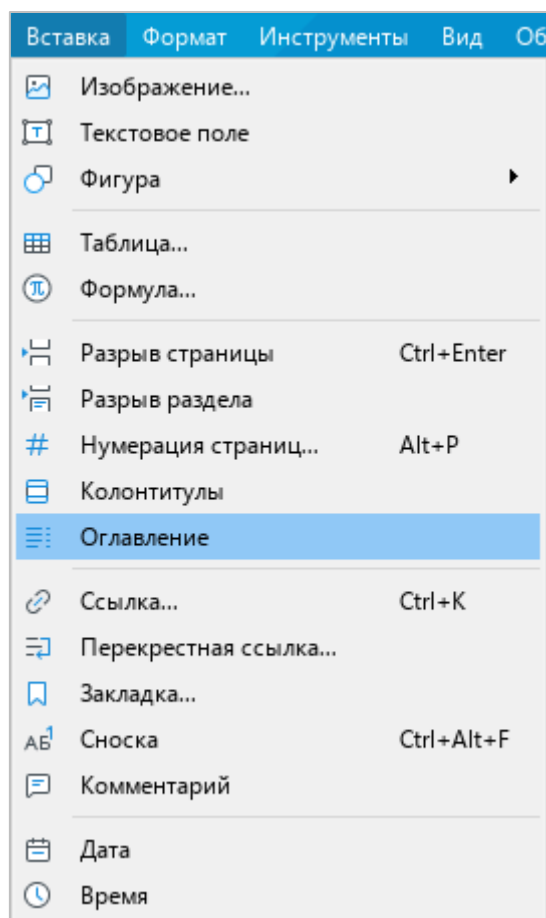 Вставка Формат Инструменты Вид Об
Изображение...
Текстовое поле
Фигура
Таблица...
Формула...
Разрыв страницы Ctrl+Enter
Разрыв раздела
Нумерация страниц... Alt+P
Колонтитулы
Оглавление
Ссылка... Ctrl+K
Перекрестная ссылка...
Закладка...
Сноска Ctrl+Alt+F
Комментарий
Дата
Время